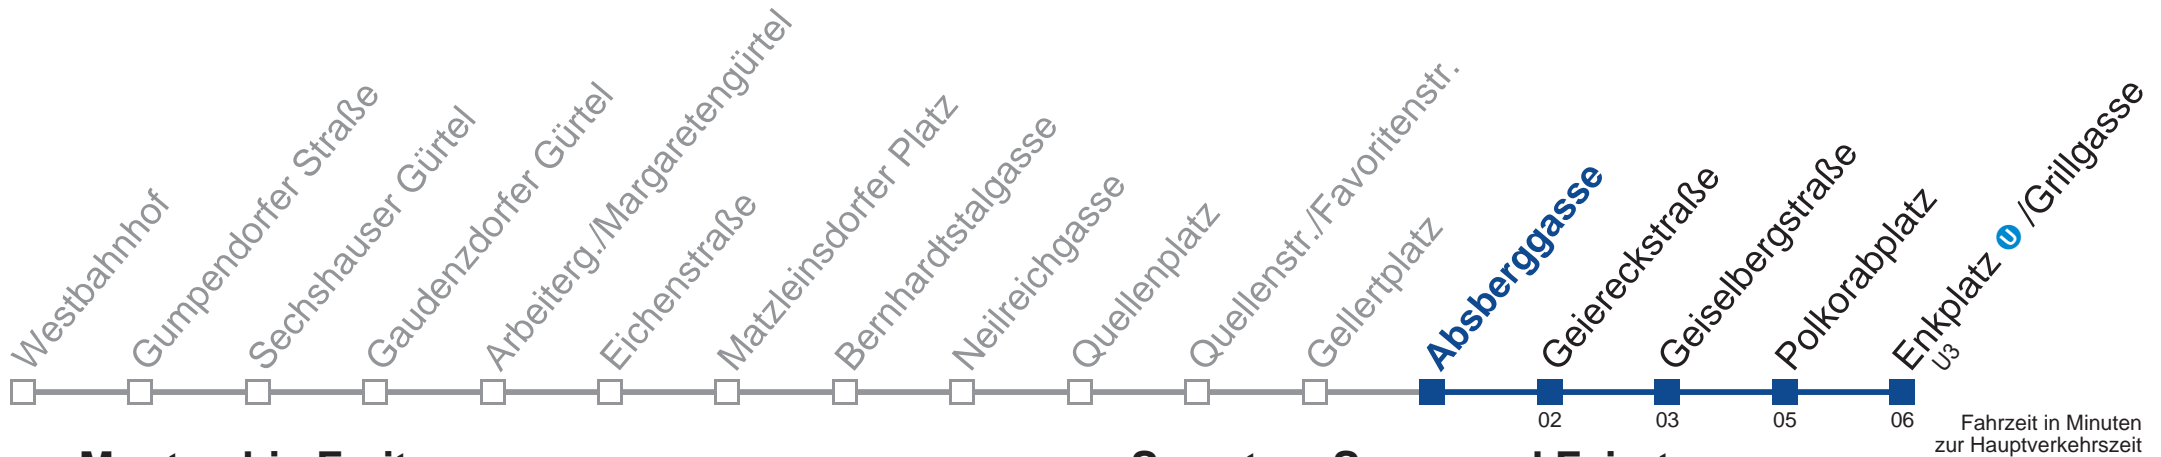 Westbahnhof
Gumpendorfer Straße
Sechshauser Gürtel
Gaudenzdorfer Gürtel
Arbeiterg./Margaretengürtel
Eichenstraße
Matzleinsdorfer Platz
Bernhardtstalgasse
Neilreichgasse
Quellenplatz
Quellenstr./Favoritenstr.
Gellertplatz
Absberggasse
Geiereckstraße
Geiselbergstraße
Polkorabplatz
Enkplatz U /Grillgasse
U3
02 03 05 06
Fahrzeit in Minuten
zur Hauptverkehrszeit